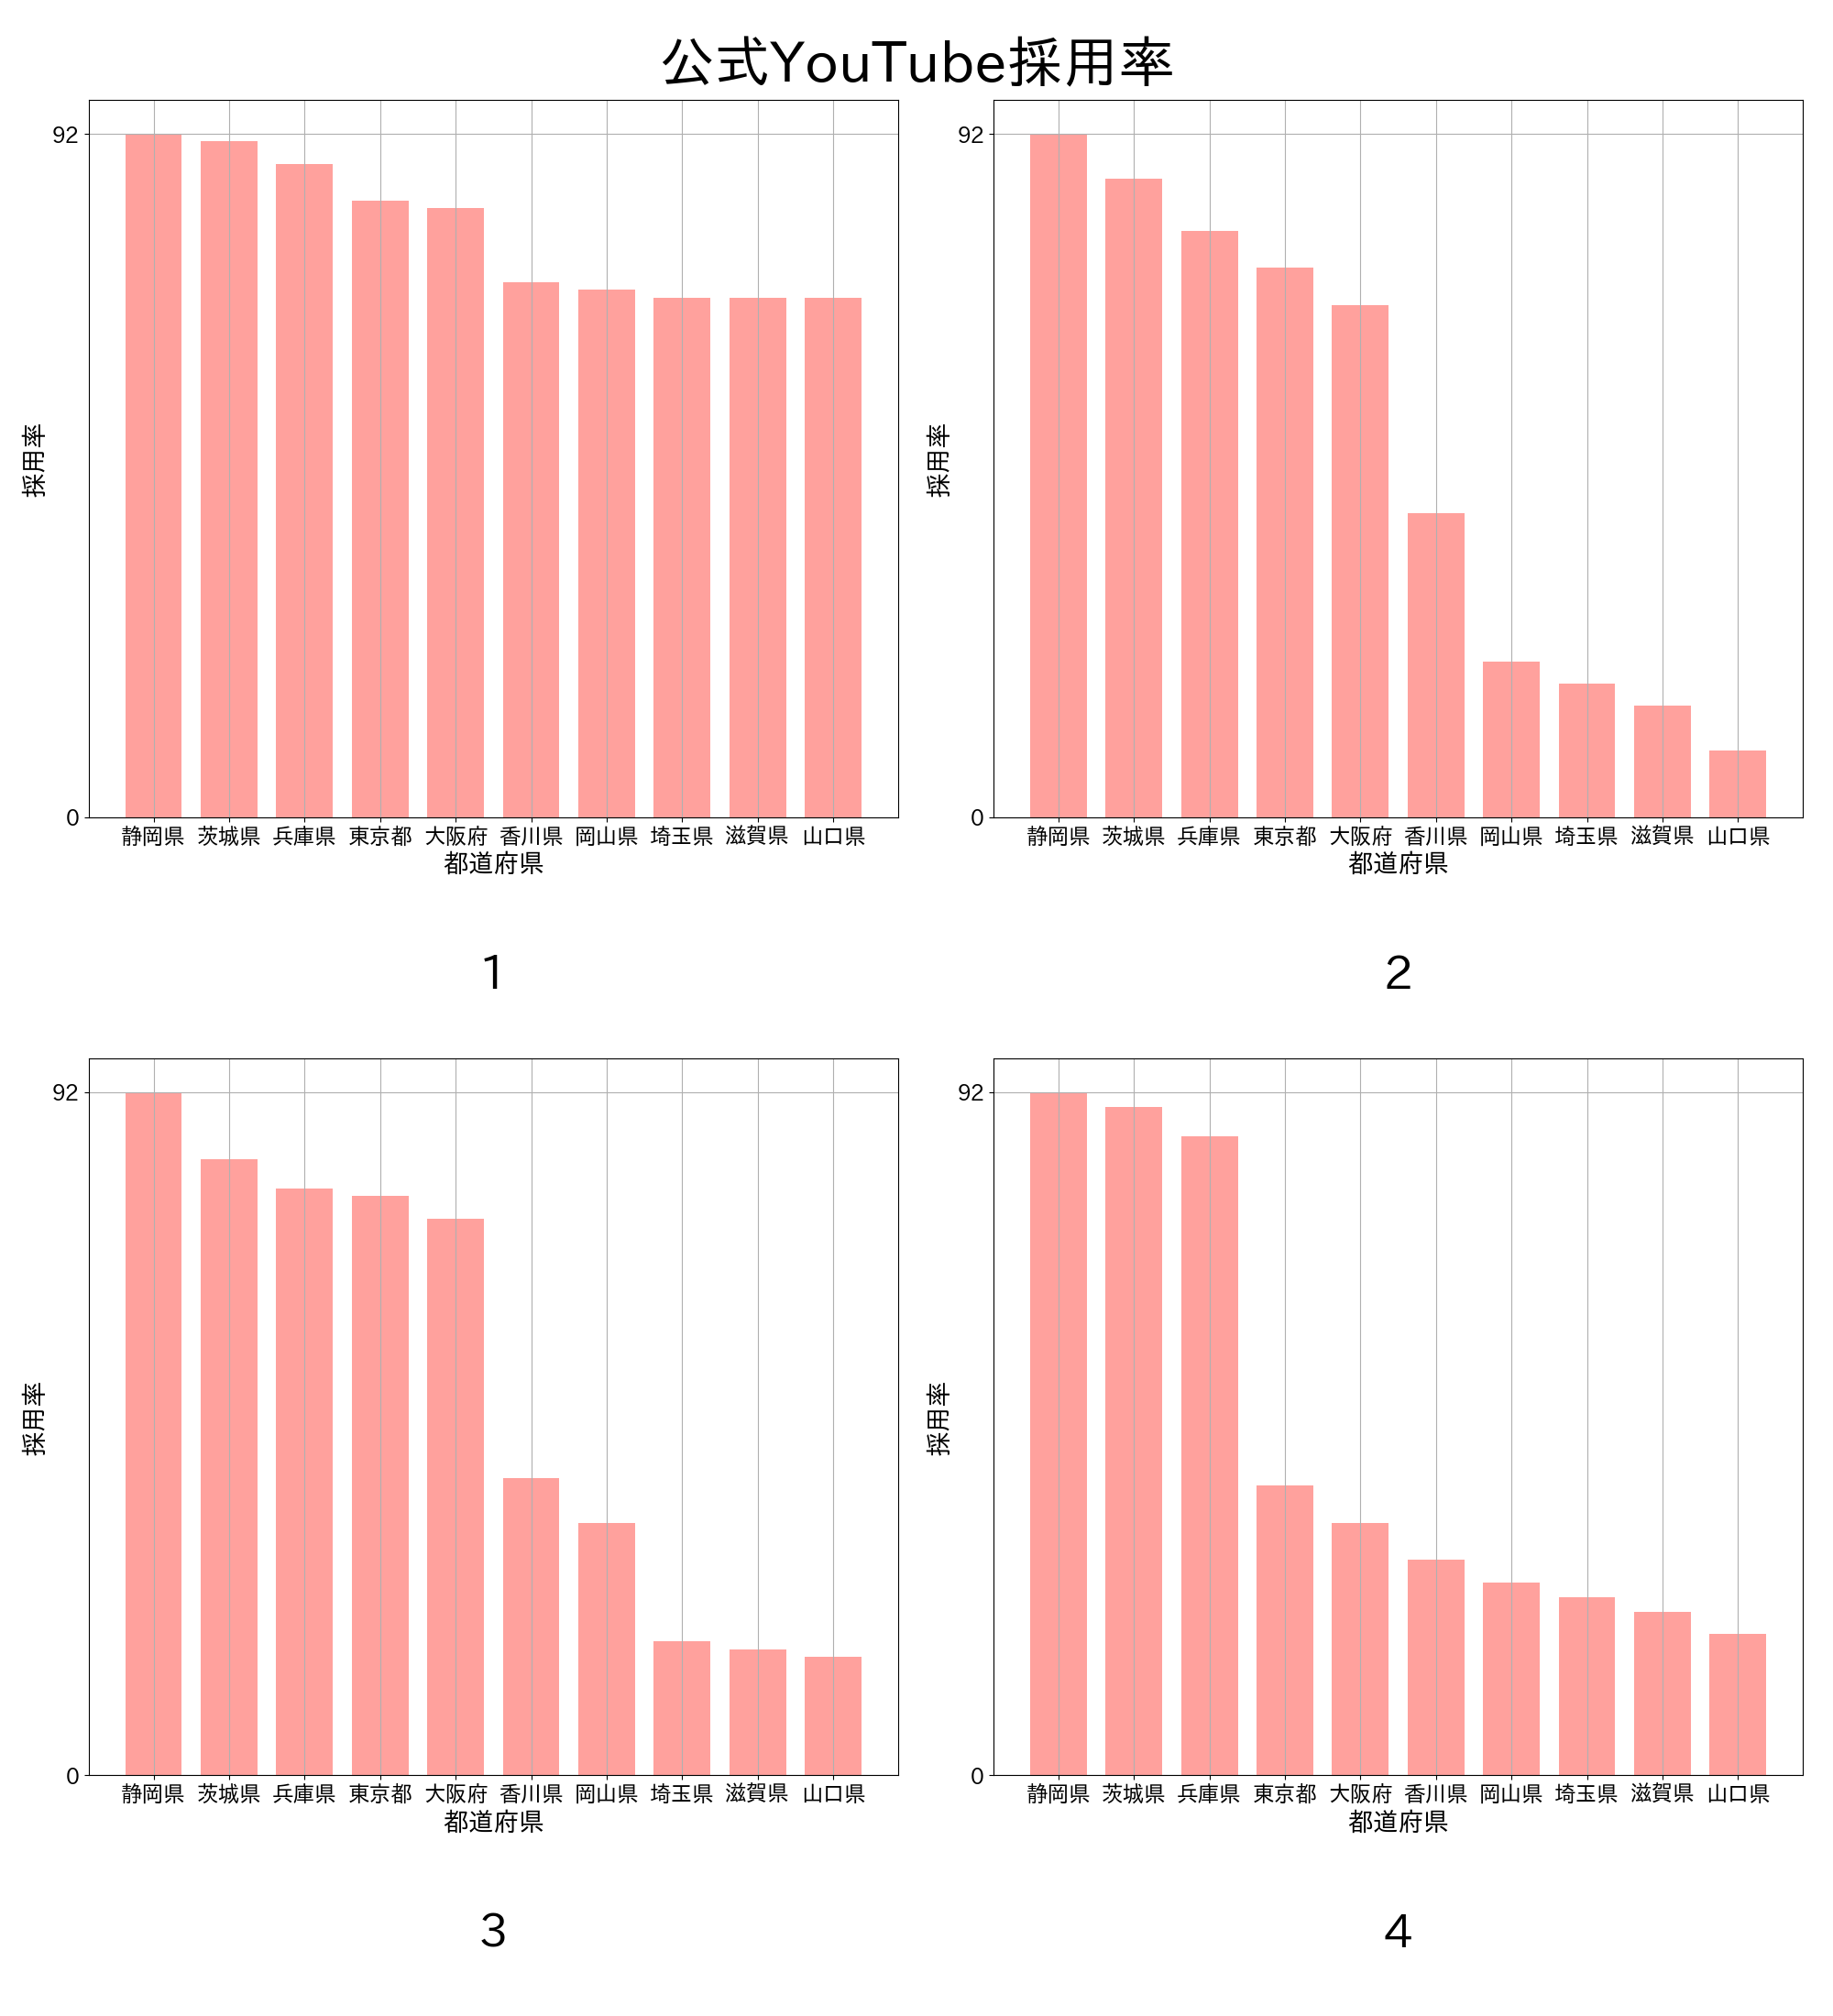 公式YouTube採用率
92
0
採用率
静岡県 茨城県 兵庫県 東京都 大阪府 香川県 岡山県 埼玉県 滋賀県 山口県
都道府県
1
92
0
採用率
静岡県 茨城県 兵庫県 東京都 大阪府 香川県 岡山県 埼玉県 滋賀県 山口県
都道府県
2
92
0
採用率
静岡県 茨城県 兵庫県 東京都 大阪府 香川県 岡山県 埼玉県 滋賀県 山口県
都道府県
3
92
0
採用率
静岡県 茨城県 兵庫県 東京都 大阪府 香川県 岡山県 埼玉県 滋賀県 山口県
都道府県
4